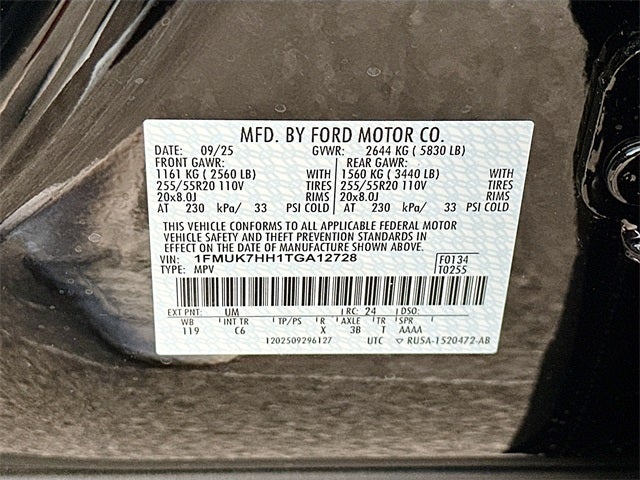 MFD. BY FORD MOTOR CO.
DATE: 09/25 GVWR: 2644 KG ( 5830 LB)
FRONT GAWR: REAR GAWR:
1161 KG ( 2560 LB) WITH 1560 KG ( 3440 LB) WITH
255/55R20 110V TIRES 255/55R20 110V TIRES
20x8.0J RIMS 20x8.0J RIMS
AT 230 kPa/ 33 PSI COLD AT 230 kPa/ 33 PSI COLD
THIS VEHICLE CONFORMS TO ALL APPLICABLE FEDERAL MOTOR
VEHICLE SAFETY AND THEFT PREVENTION STANDARDS IN
EFFECT ON THE DATE OF MANUFACTURE SHOWN ABOVE.
VIN: 1FMUK7HH1TGA12728 F0134
TYPE: MPV T0255
EXT PNT: UM RC: 24 DSO:
WB INT TR TP/PS R AXLE TR SPR
119 C6 X 3B T AAAA
1202509296127 UTC ▽ RU5A-1520472-AB